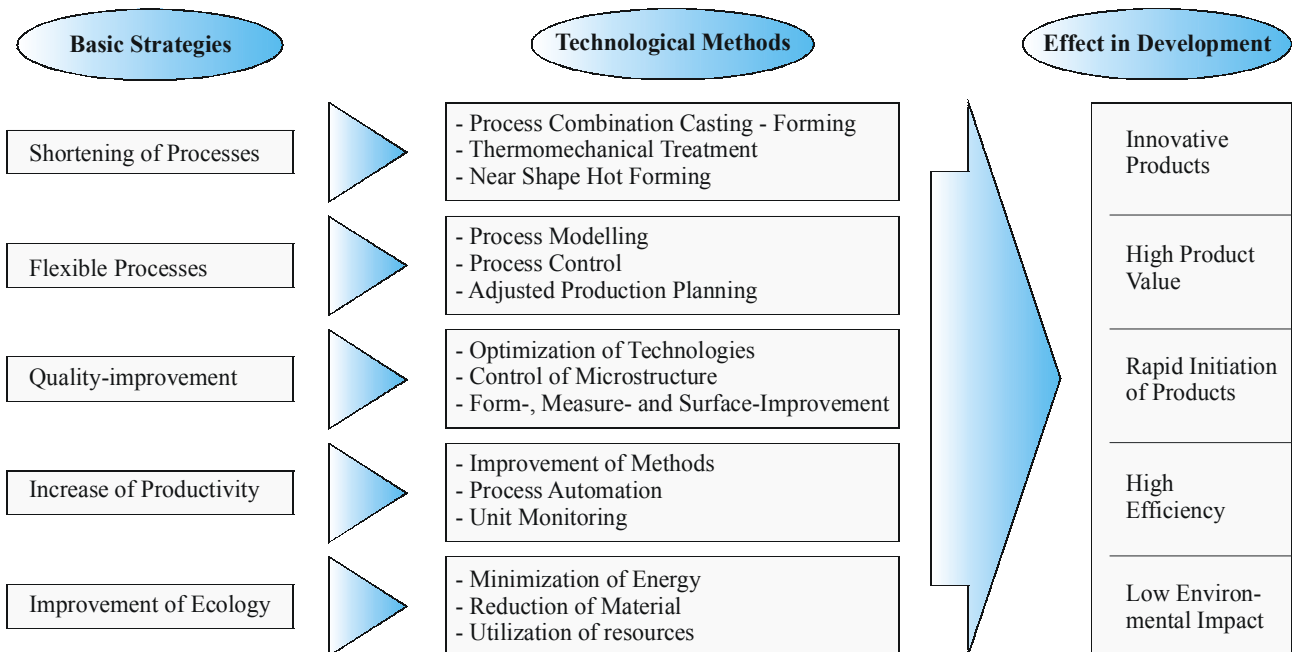 Basic Strategies
Technological Methods
Effect in Development
Shortening of Processes
- Process Combination Casting - Forming
- Thermomechanical Treatment
- Near Shape Hot Forming
Innovative
Products
Flexible Processes
- Process Modelling
- Process Control
- Adjusted Production Planning
High Product
Value
Quality-improvement
- Optimization of Technologies
- Control of Microstructure
- Form-, Measure- and Surface-Improvement
Rapid Initiation
of Products
Increase of Productivity
- Improvement of Methods
- Process Automation
- Unit Monitoring
High
Efficiency
Improvement of Ecology
- Minimization of Energy
- Reduction of Material
- Utilization of resources
Low Environ-
mental Impact